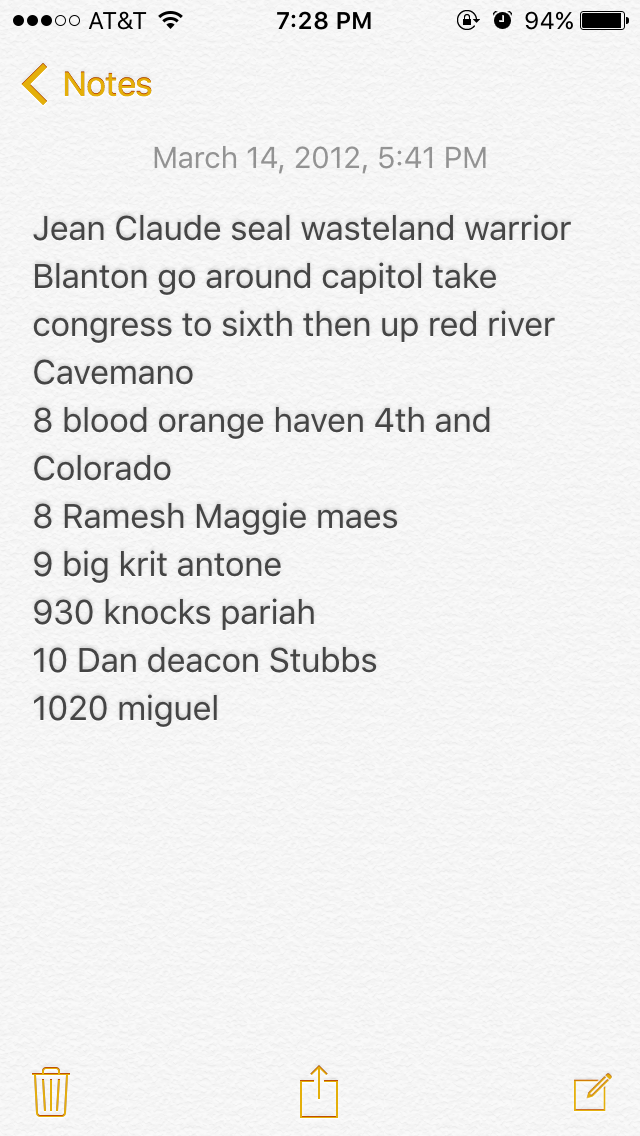 AT&T 7:28 PM 94%
Notes
March 14, 2012, 5:41 PM
Jean Claude seal wasteland warrior
Blanton go around capitol take
congress to sixth then up red river
Cavemano
8 blood orange haven 4th and
Colorado
8 Ramesh Maggie maes
9 big krit antone
930 knocks pariah
10 Dan deacon Stubbs
1020 miguel